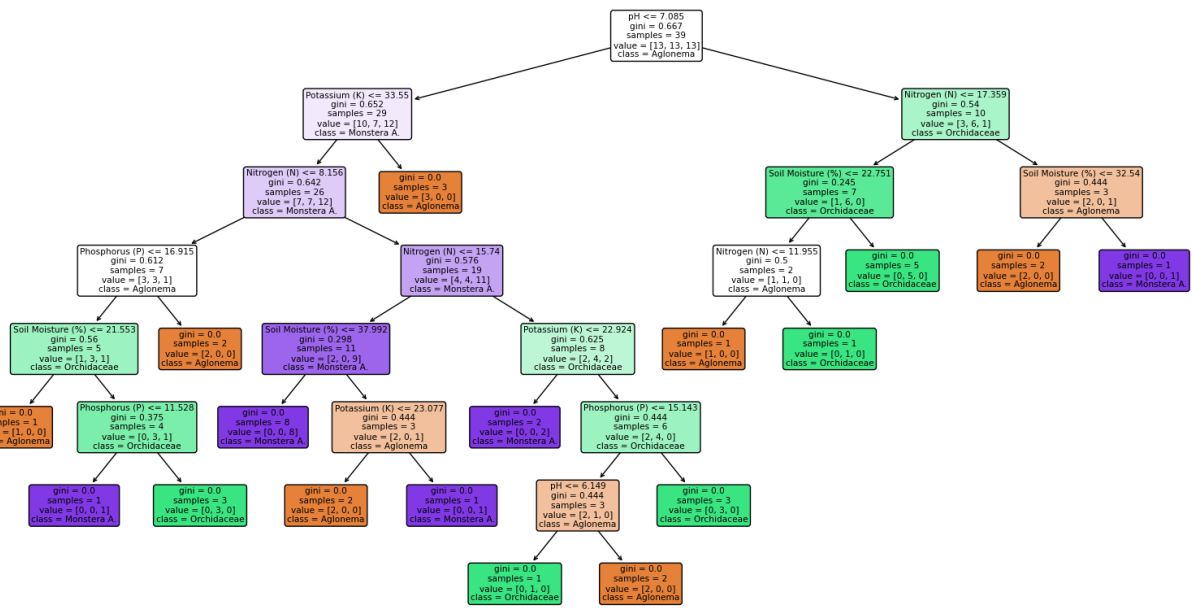 pH <= 7.085
gini = 0.667
samples = 39
value = [13, 13, 13]
class = Aglonema
Potassium (K) <= 33.55
gini = 0.652
samples = 29
value = [10, 7, 12]
class = Monstera A.
Nitrogen (N) <= 17.359
gini = 0.54
samples = 10
value = [3, 6, 1]
class = Orchidaceae
Nitrogen (N) <= 8.156
gini = 0.642
samples = 26
value = [7, 7, 12]
class = Monstera A.
gini = 0.0
samples = 3
value = [3, 0, 0]
class = Aglonema
Soil Moisture (%) <= 22.751
gini = 0.245
samples = 7
value = [1, 6, 0]
class = Orchidaceae
Soil Moisture (%) <= 32.54
gini = 0.444
samples = 3
value = [2, 0, 1]
class = Aglonema
Phosphorus (P) <= 16.915
gini = 0.612
samples = 7
value = [3, 3, 1]
class = Aglonema
Nitrogen (N) <= 15.74
gini = 0.576
samples = 19
value = [4, 4, 11]
class = Monstera A.
Nitrogen (N) <= 11.955
gini = 0.5
samples = 2
value = [1, 1, 0]
class = Aglonema
gini = 0.0
samples = 5
value = [0, 5, 0]
class = Orchidaceae
gini = 0.0
samples = 2
value = [2, 0, 0]
class = Aglonema
gini = 0.0
samples = 1
value = [0, 0, 1]
class = Monstera A.
Soil Moisture (%) <= 21.553
gini = 0.56
samples = 5
value = [1, 3, 1]
class = Orchidaceae
gini = 0.0
samples = 2
value = [2, 0, 0]
class = Aglonema
Soil Moisture (%) <= 37.992
gini = 0.298
samples = 11
value = [2, 0, 9]
class = Monstera A.
Potassium (K) <= 22.924
gini = 0.625
samples = 8
value = [2, 4, 2]
class = Orchidaceae
gini = 0.0
samples = 1
value = [1, 0, 0]
class = Aglonema
gini = 0.0
samples = 1
value = [0, 1, 0]
class = Orchidaceae
ni = 0.0
mples = 1
= [1, 0, 0]
= Aglonema
Phosphorus (P) <= 11.528
gini = 0.375
samples = 4
value = [0, 3, 1]
class = Orchidaceae
gini = 0.0
samples = 8
value = [0, 0, 8]
class = Monstera A.
Potassium (K) <= 23.077
gini = 0.444
samples = 3
value = [2, 0, 1]
class = Aglonema
gini = 0.0
samples = 2
value = [0, 0, 2]
class = Monstera A.
Phosphorus (P) <= 15.143
gini = 0.444
samples = 6
value = [2, 4, 0]
class = Orchidaceae
gini = 0.0
samples = 1
value = [0, 0, 1]
class = Monstera A.
gini = 0.0
samples = 3
value = [0, 3, 0]
class = Orchidaceae
gini = 0.0
samples = 2
value = [2, 0, 0]
class = Aglonema
gini = 0.0
samples = 1
value = [0, 0, 1]
class = Monstera A.
pH <= 6.149
gini = 0.444
samples = 3
value = [2, 1, 0]
class = Aglonema
gini = 0.0
samples = 3
value = [0, 3, 0]
class = Orchidaceae
gini = 0.0
samples = 1
value = [0, 1, 0]
class = Orchidaceae
gini = 0.0
samples = 2
value = [2, 0, 0]
class = Aglonema